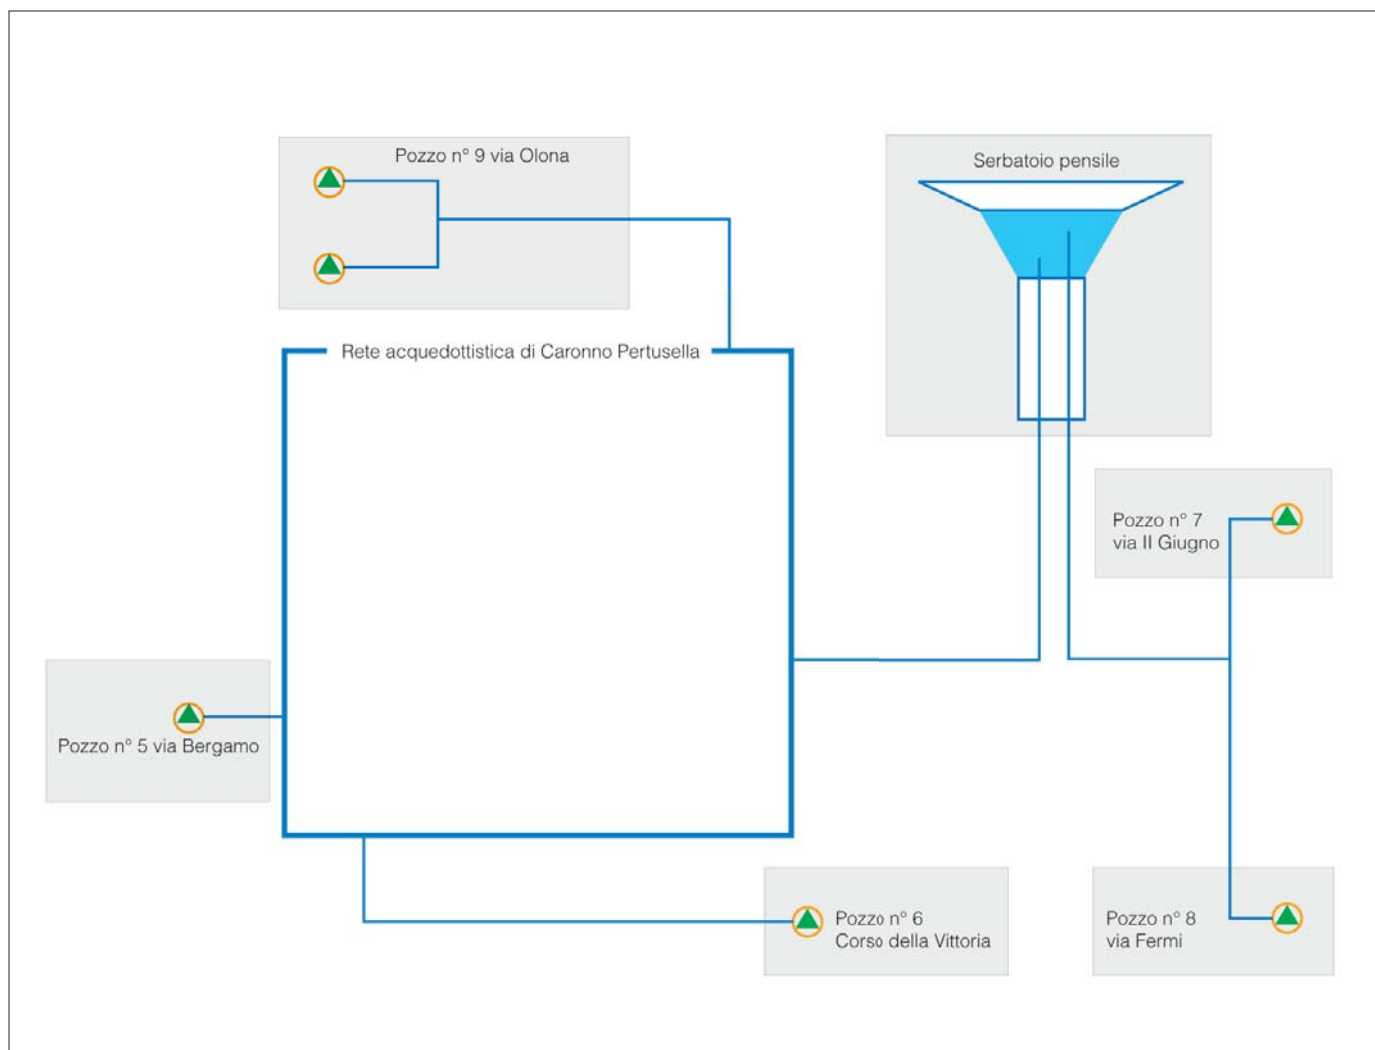 Pozzo n° 9 via Olona
Serbatoio pensile
Rete acquedottistica di Caronno Pertusella
Pozzo n° 7
via II Giugno
Pozzo n° 5 via Bergamo
Pozzo n° 6
Corso della Vittoria
Pozzo n° 8
via Fermi